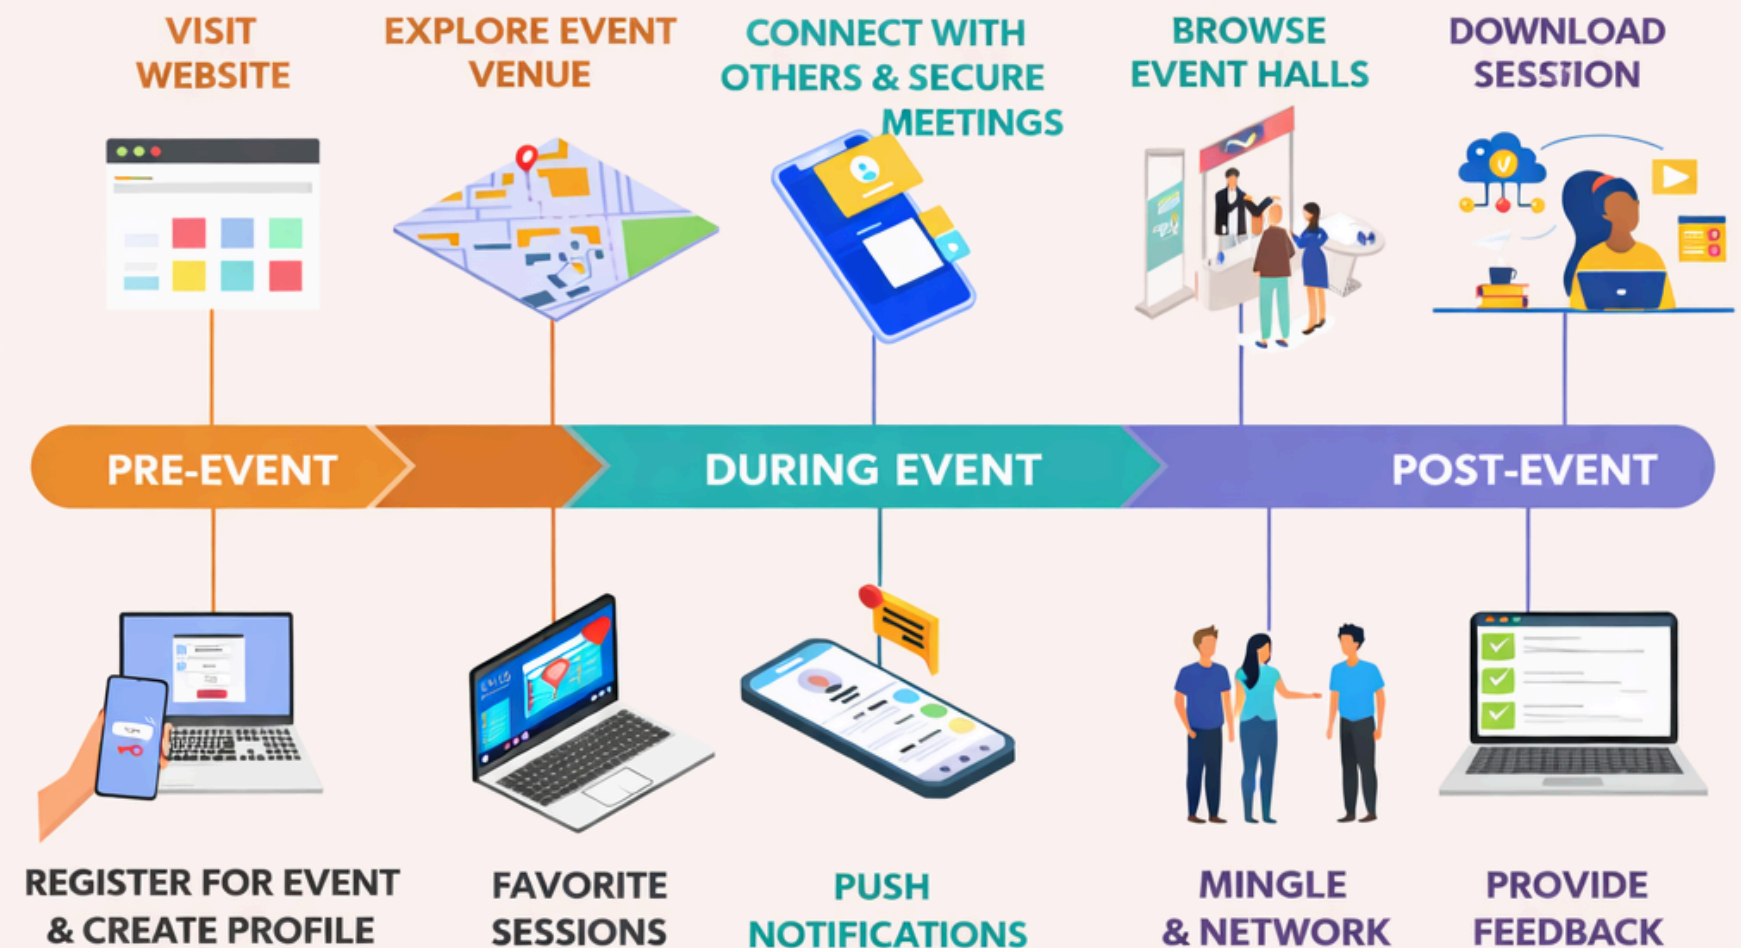 VISIT
WEBSITE
EXPLORE EVENT
VENUE
CONNECT WITH
OTHERS & SECURE
MEETINGS
BROWSE
EVENT HALLS
DOWNLOAD
SESSIION
PRE-EVENT
DURING EVENT
POST-EVENT
REGISTER FOR EVENT
& CREATE PROFILE
FAVORITE
SESSIONS
PUSH
NOTIFICATIONS
MINGLE
& NETWORK
PROVIDE
FEEDBACK